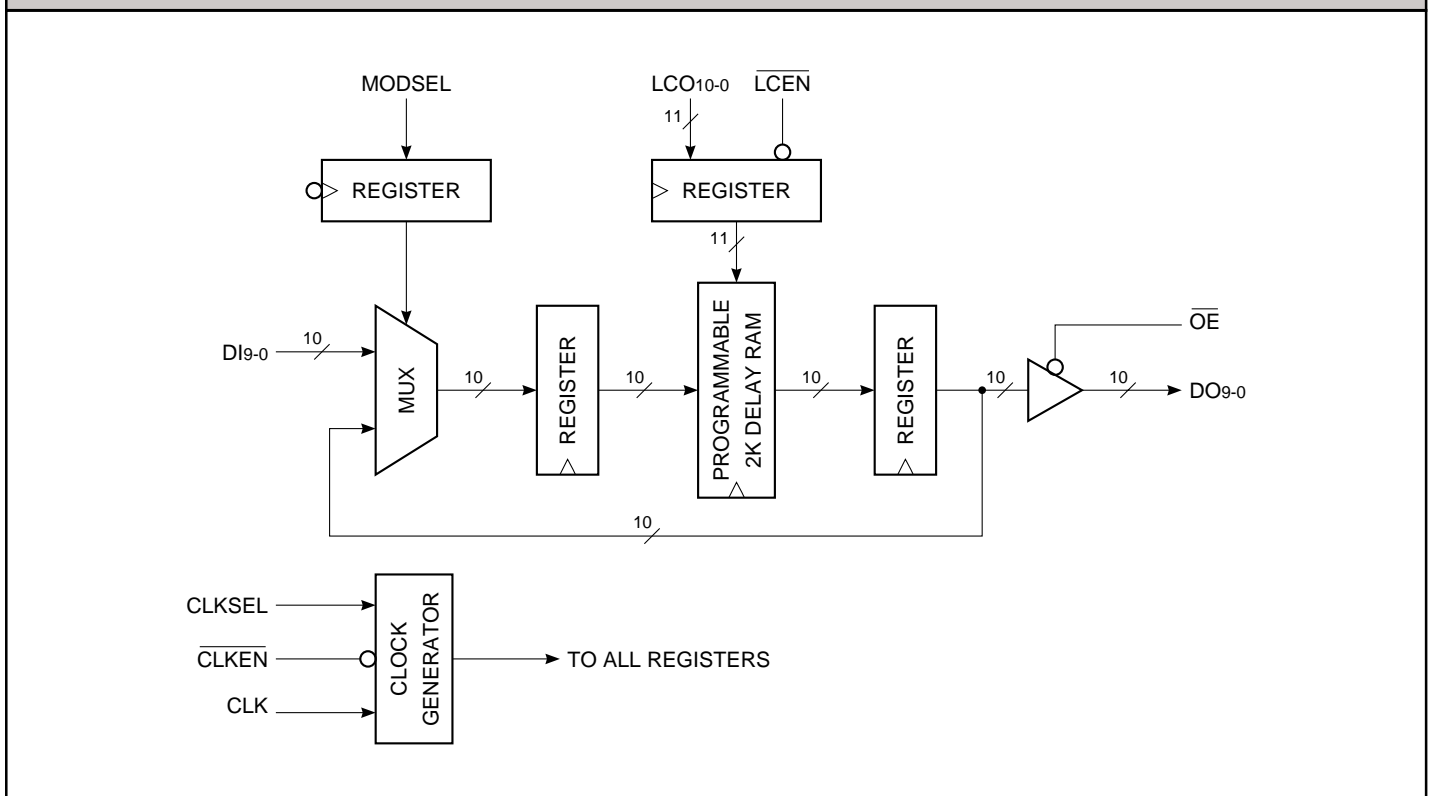 MODSEL
LCO10-0
LCEN
11
REGISTER
REGISTER
11
DI9-0
10
MUX
10
REGISTER
10
PROGRAMMABLE
2K DELAY RAM
10
REGISTER
10
OE
10
DO9-0
10
CLKSEL
CLKEN
CLK
CLOCK
GENERATOR
TO ALL REGISTERS